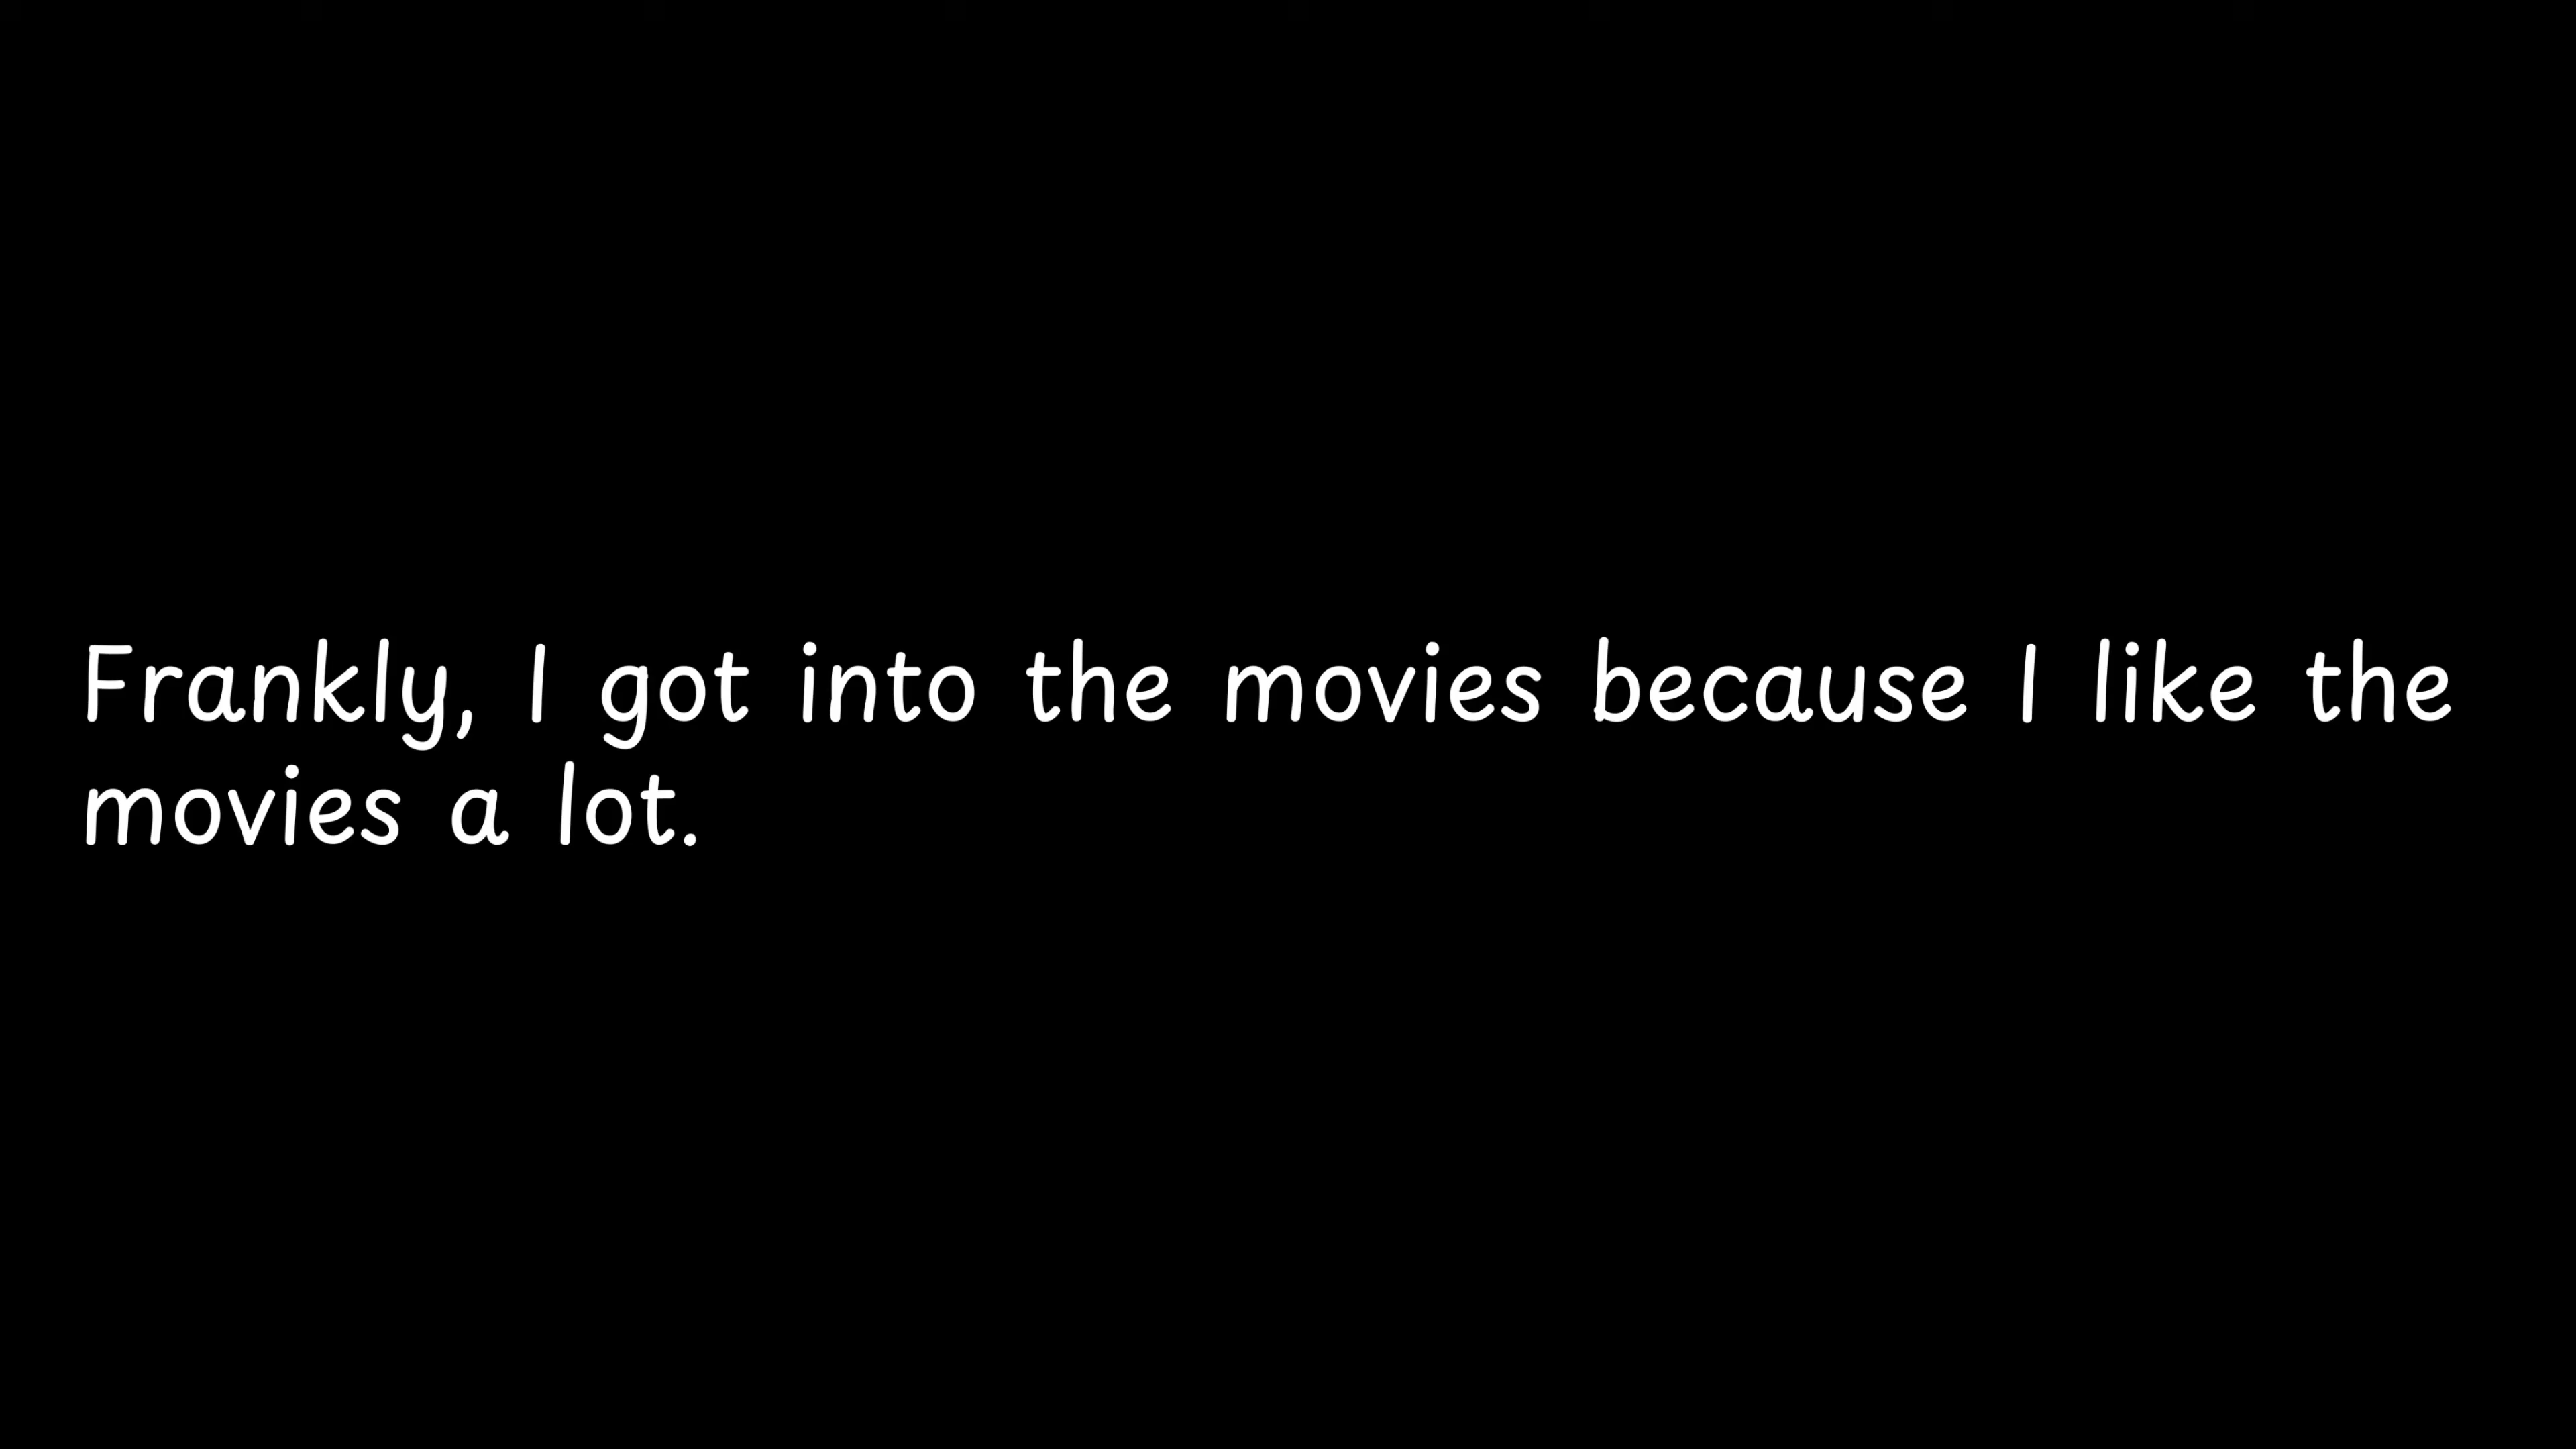 Frankly, I got into the movies because I like the
movies a lot.